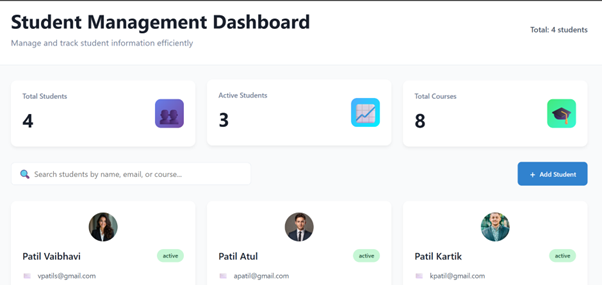 Student Management Dashboard
Manage and track student information efficiently
Total: 4 students
Total Students
4
Active Students
3
Total Courses
8
Search students by name, email, or course...
+ Add Student
Patil Vaibhavi
active
vpatils@gmail.com
Patil Atul
active
apatil@gmail.com
Patil Kartik
active
kpatil@gmail.com